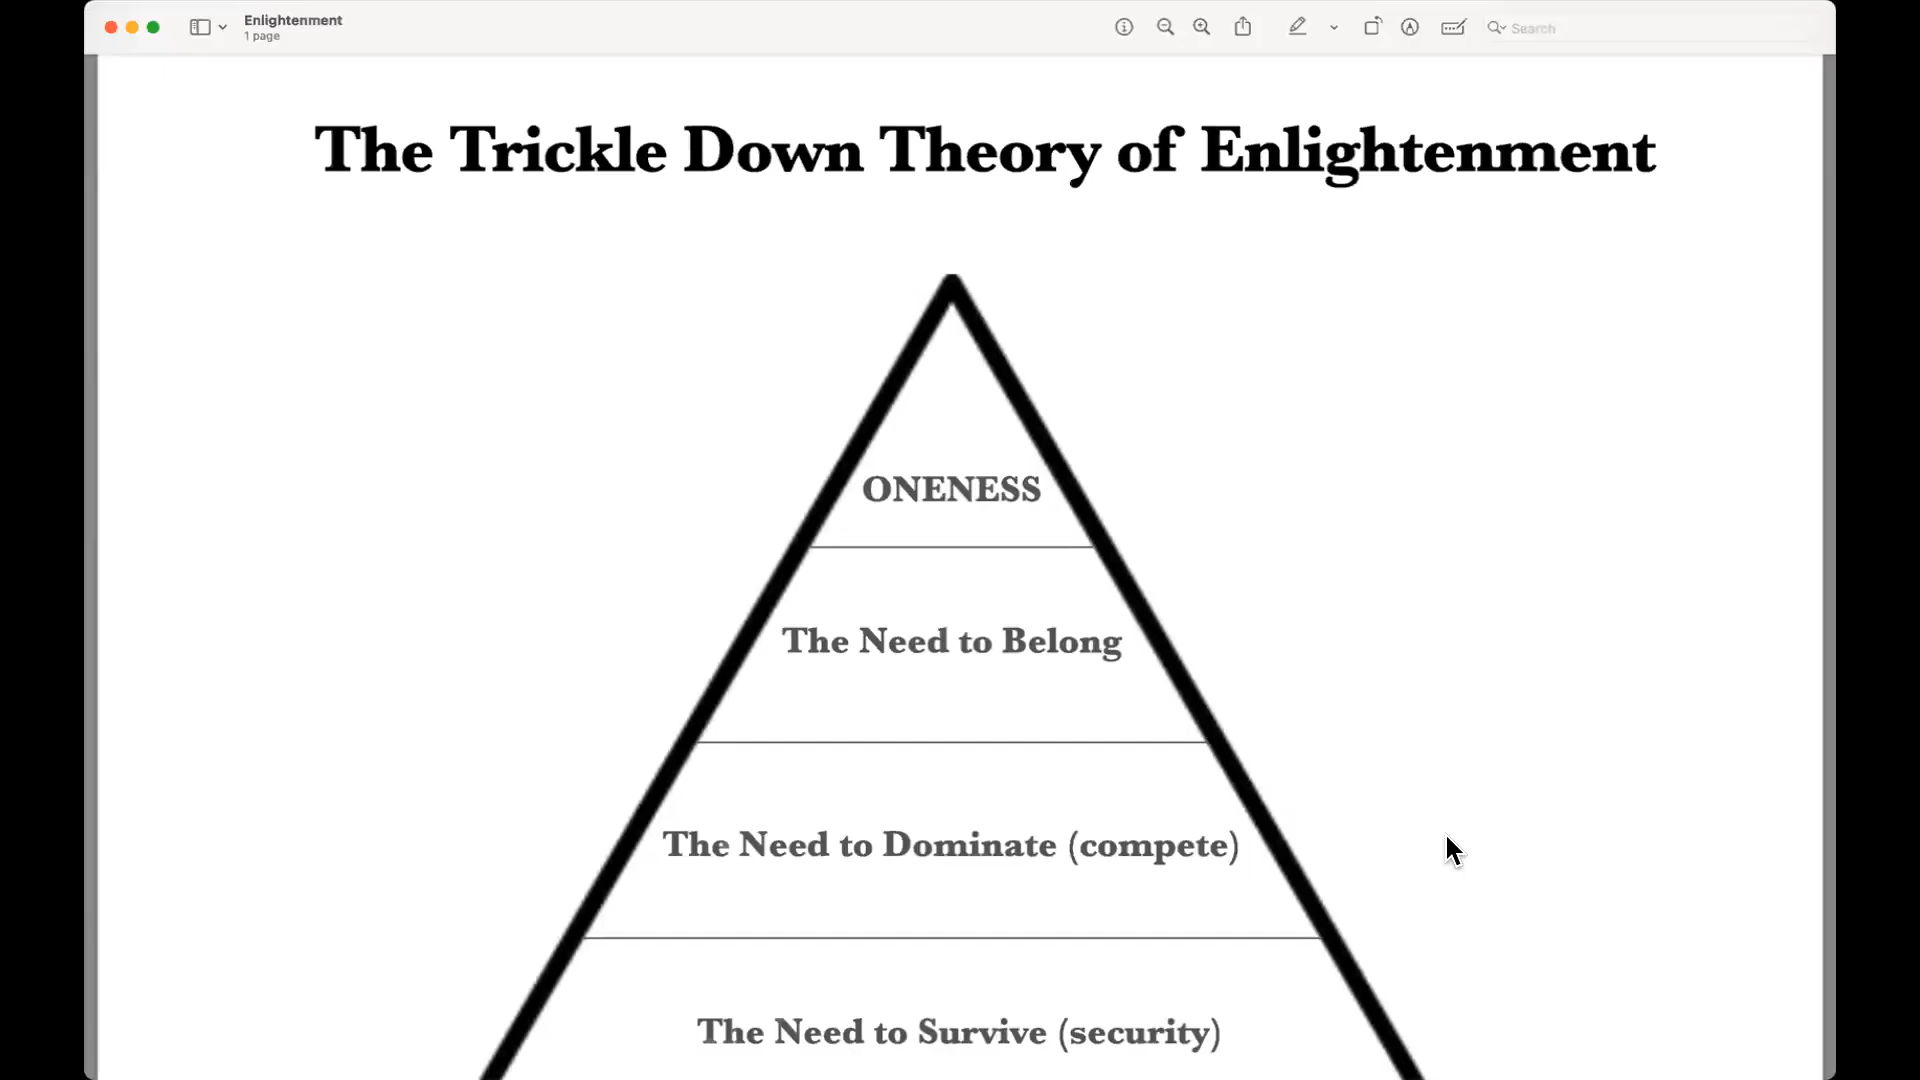 Enlightenment
1 page
Search
The Trickle Down Theory of Enlightenment
ONENESS
The Need to Belong
The Need to Dominate (compete)
The Need to Survive (security)